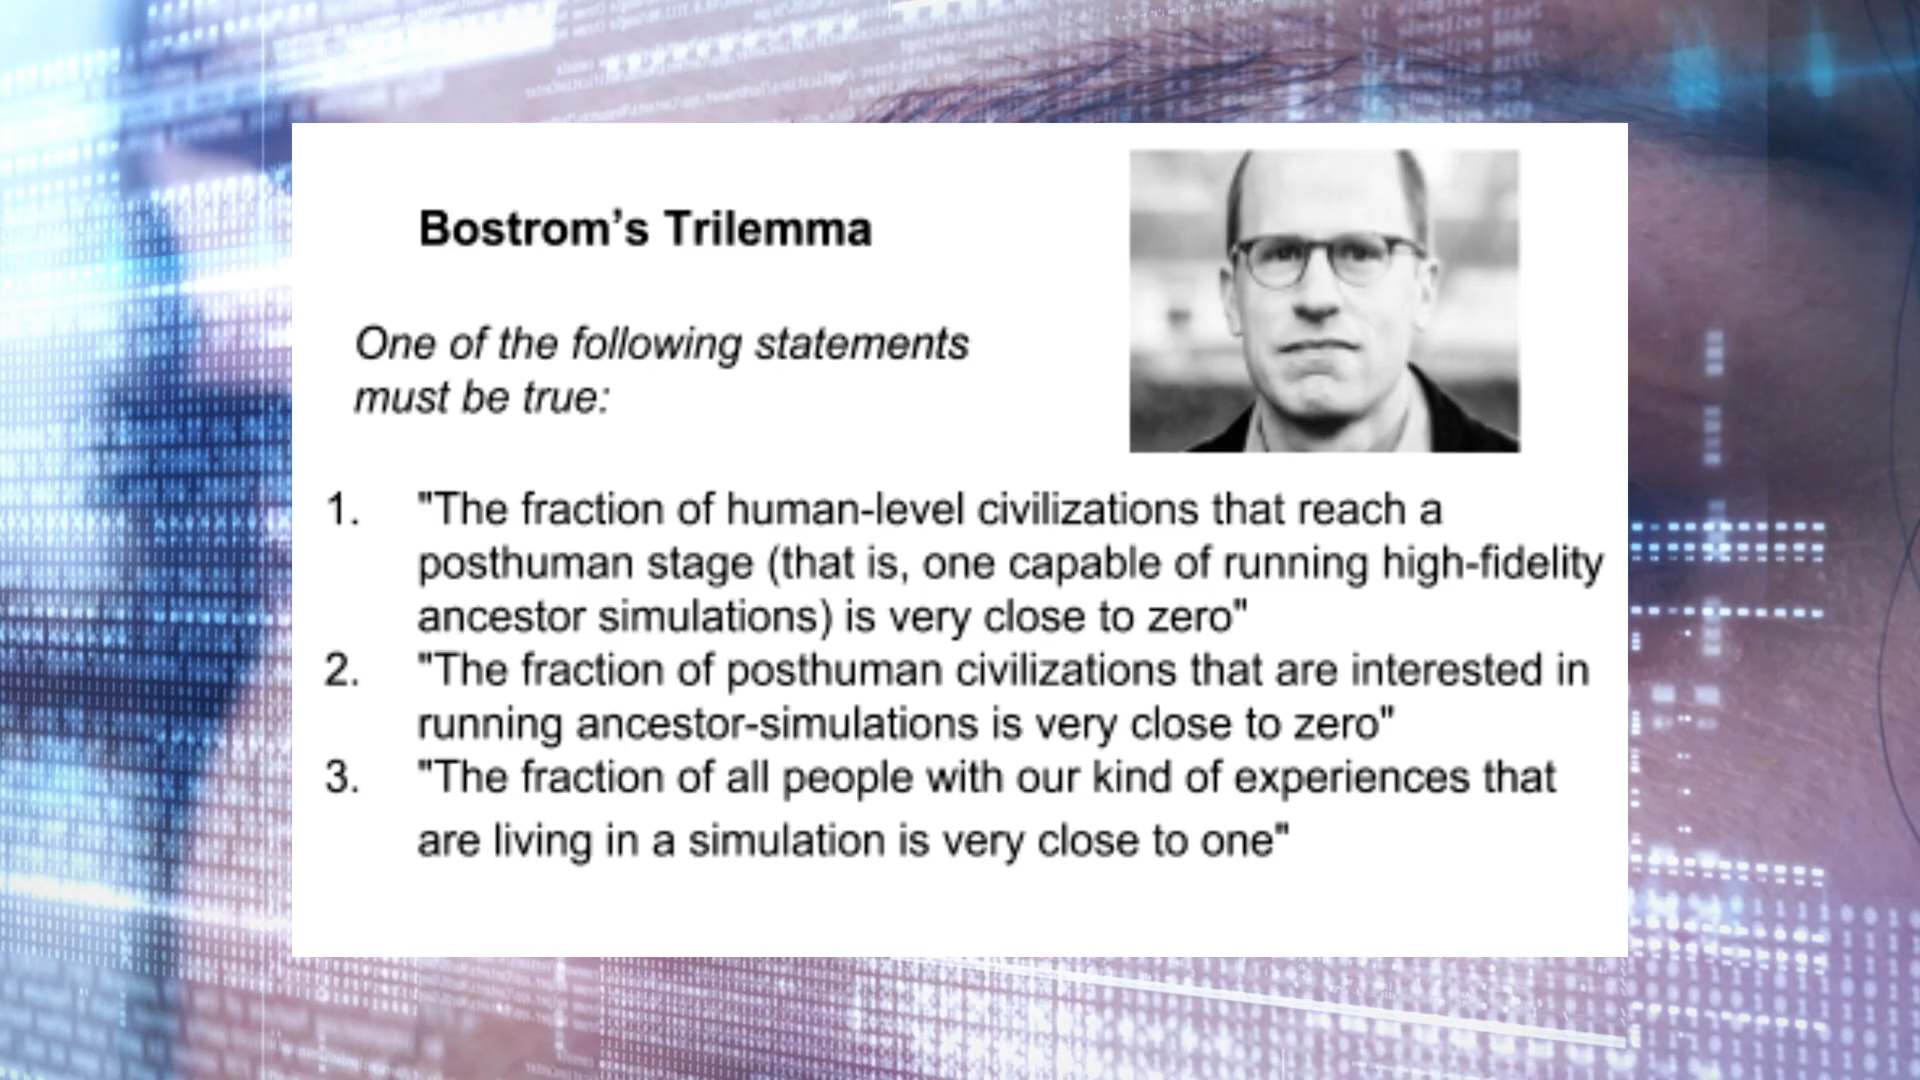 Bostrom’s Trilemma
One of the following statements
must be true:
1. "The fraction of human-level civilizations that reach a
posthuman stage (that is, one capable of running high-fidelity
ancestor simulations) is very close to zero"
2. "The fraction of posthuman civilizations that are interested in
running ancestor-simulations is very close to zero"
3. "The fraction of all people with our kind of experiences that
are living in a simulation is very close to one"